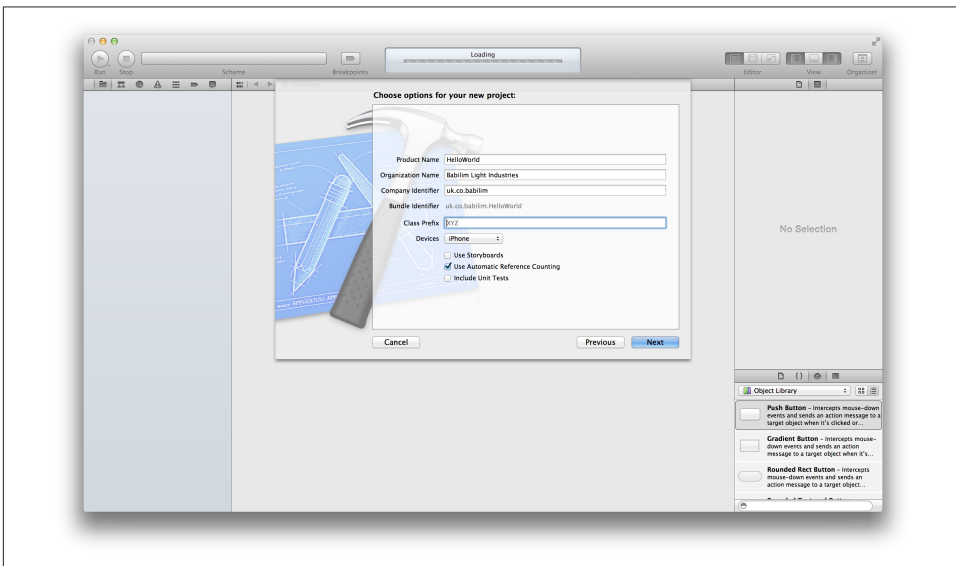 Loading
Run Stop Scheme Breakpoints Editor View Organizer
Choose options for your new project:
Product Name HelloWorld
Organization Name Babilim Light Industries
Company Identifier uk.co.babilim
Bundle Identifier uk.co.babilim.HelloWorld
Class Prefix XYZ
Devices iPhone
Use Storyboards
Use Automatic Reference Counting
Include Unit Tests
Cancel Previous Next
No Selection
Object Library
Push Button – Intercepts mouse-down
events and sends an action message to a
target object when it's clicked or...
Gradient Button – Intercepts mouse-
down events and sends an action
message to a target object when it's...
Rounded Rect Button – Intercepts
mouse-down events and sends an
action message to a target object...